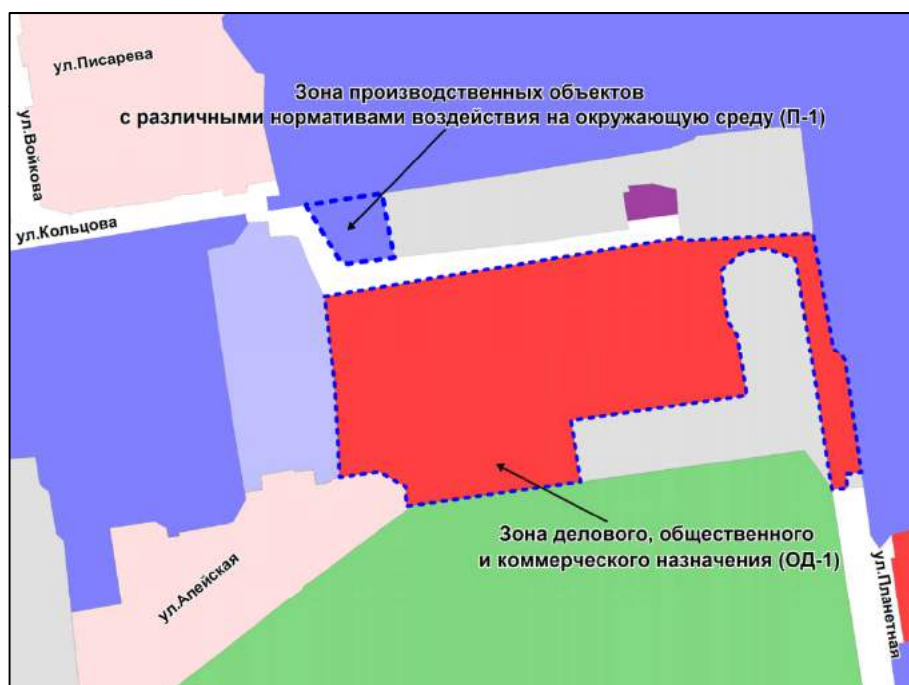 ул.Писарева
Зона производственных объектов
с различными нормативами воздействия на окружающую среду (П-1)
ул.Войкова
ул.Кольцова
Зона делового, общественного
и коммерческого назначения (ОД-1)
ул.Алейская
ул.Планетная